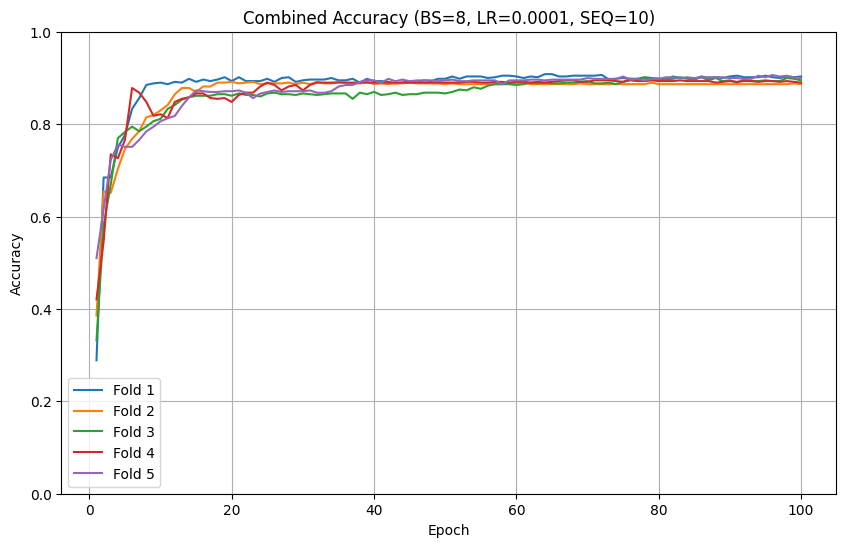 Combined Accuracy (BS=8, LR=0.0001, SEQ=10)
1.0
0.8
0.6
0.4
0.2
0.0
Accuracy
Fold 1
Fold 2
Fold 3
Fold 4
Fold 5
0 20 40 60 80 100
Epoch